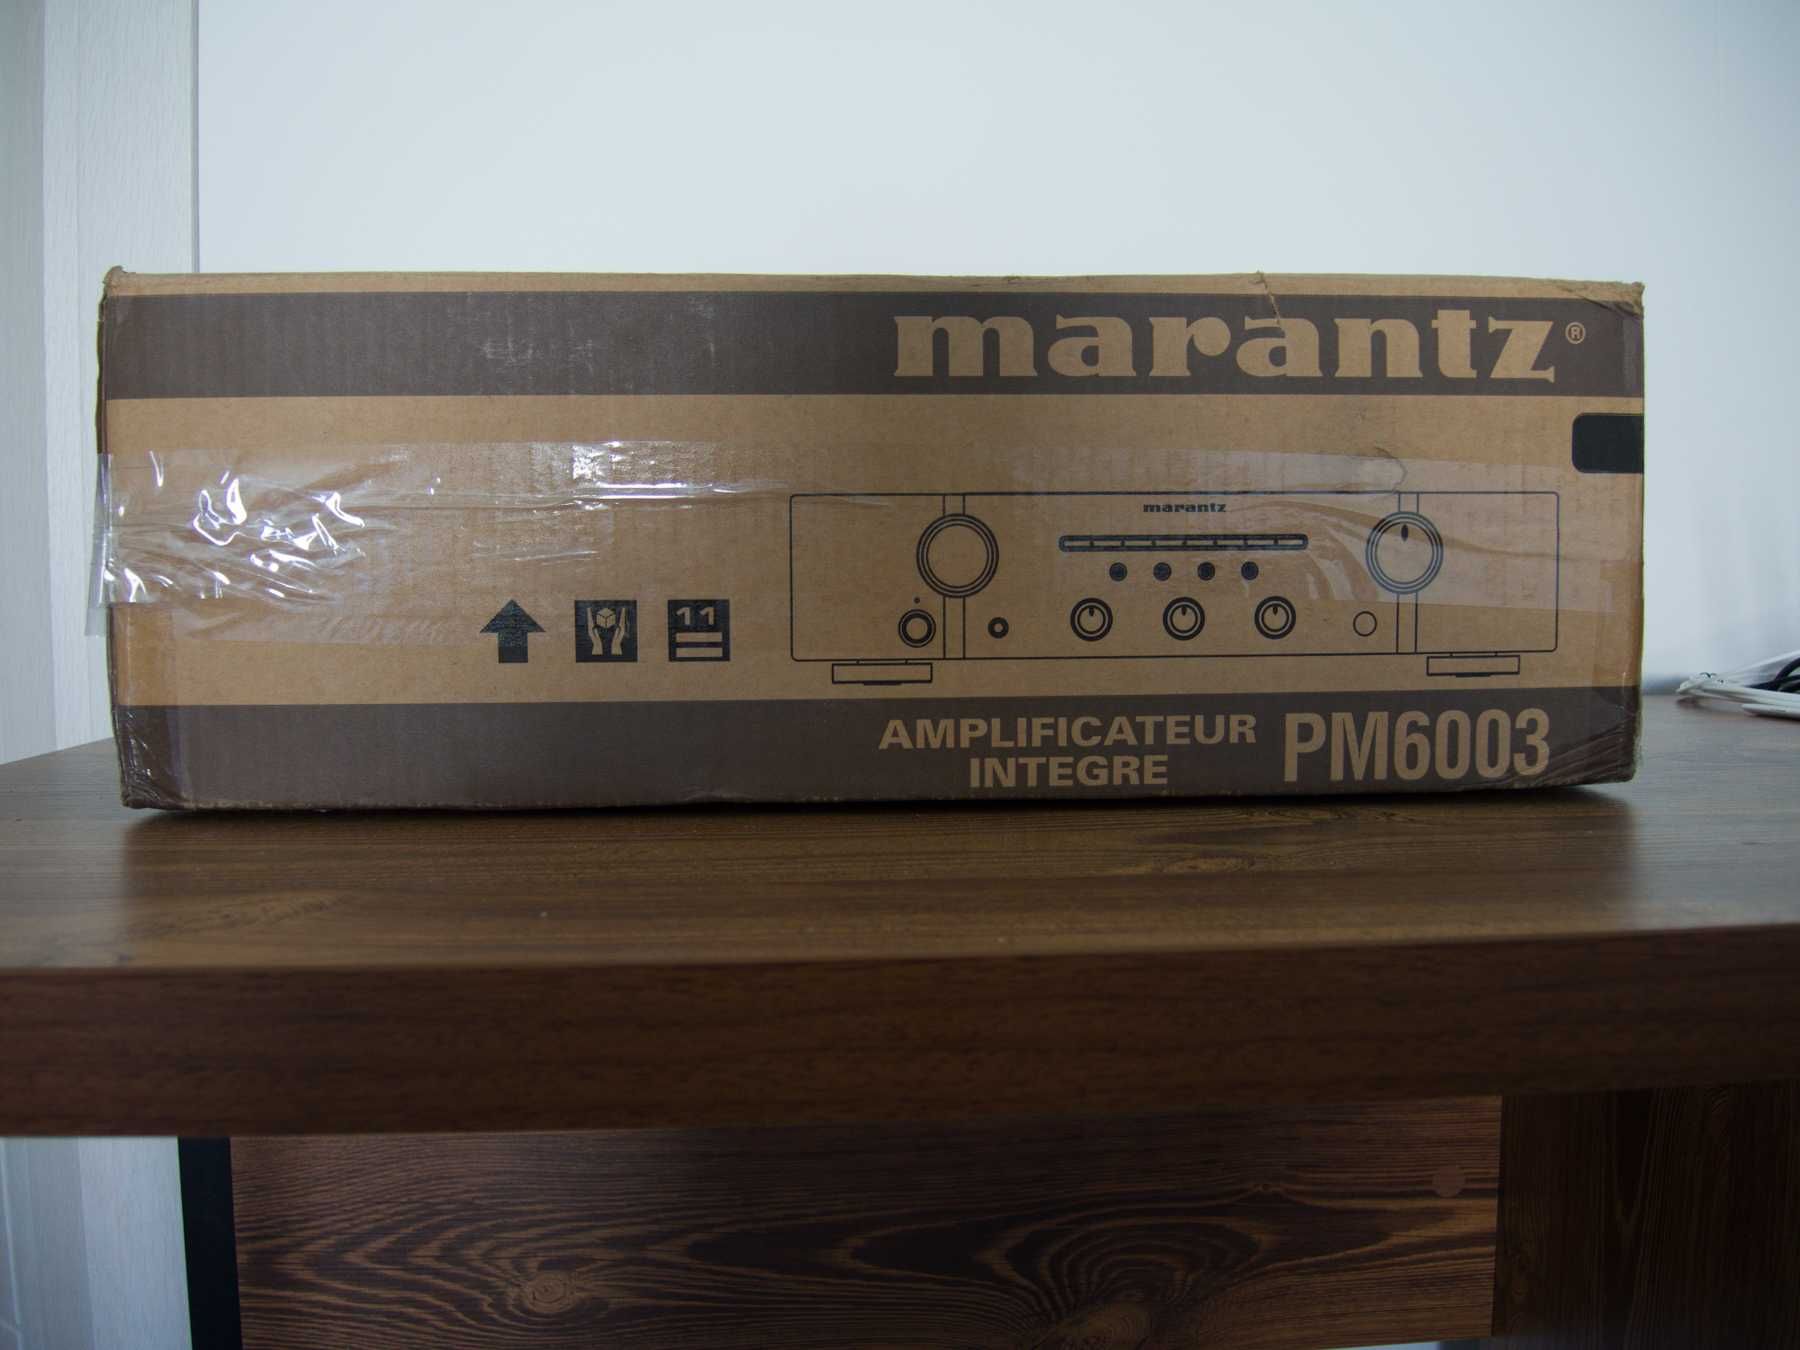 marantz®
marantz
11
AMPLIFICATEUR
INTEGRE
PM6003